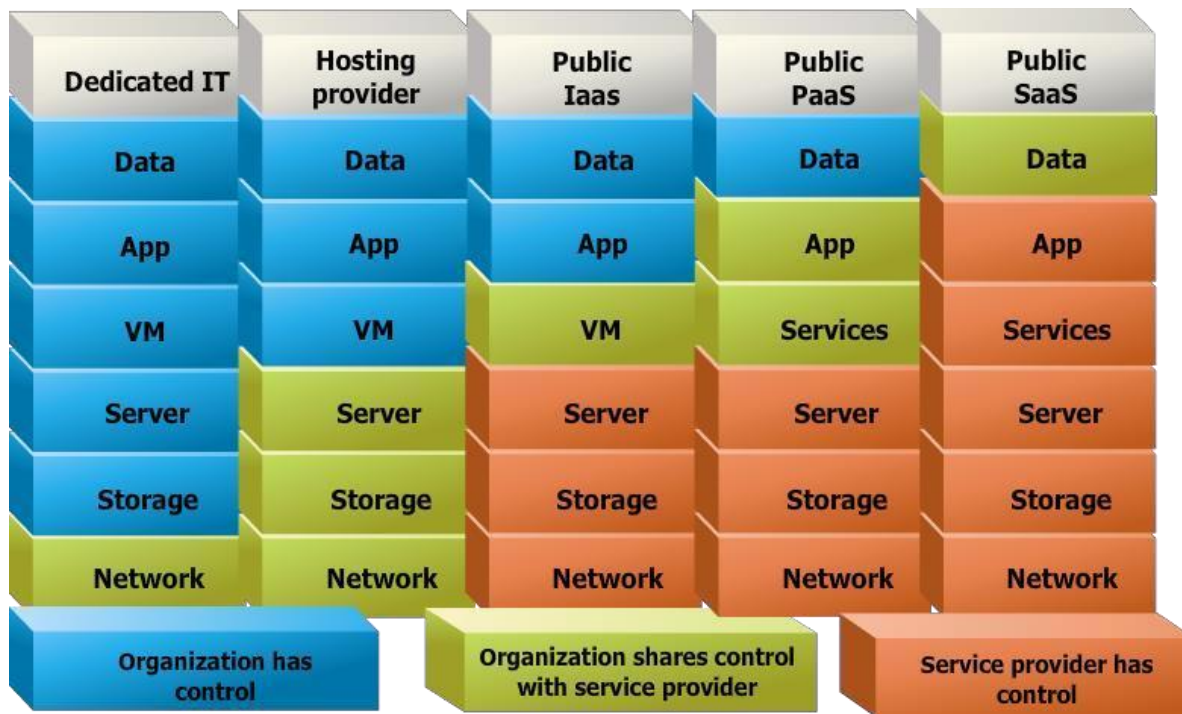 Dedicated IT
Hosting
provider
Public
Iaas
Public
PaaS
Public
SaaS
Data
Data
Data
Data
Data
App
App
App
App
App
VM
VM
VM
Services
Services
Server
Server
Server
Server
Server
Storage
Storage
Storage
Storage
Storage
Network
Network
Network
Network
Network
Organization has
control
Organization shares control
with service provider
Service provider has
control